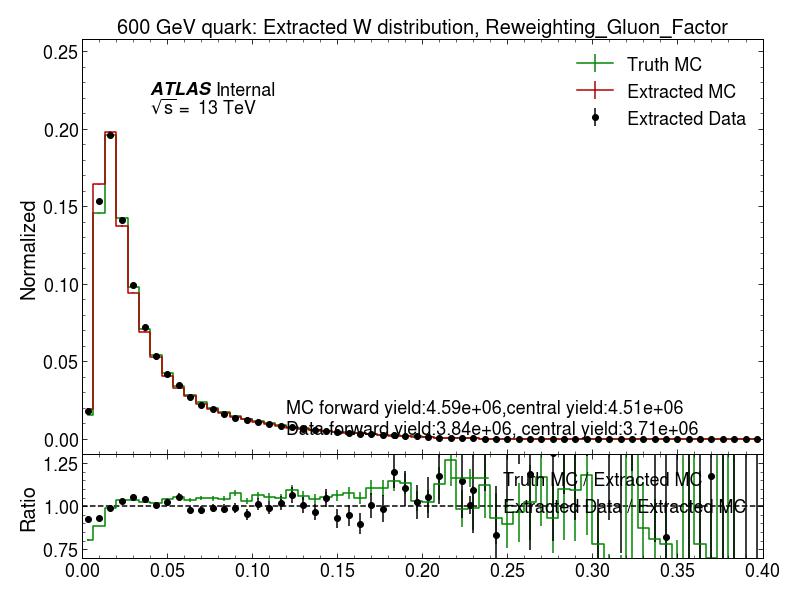 600 GeV quark: Extracted W distribution, Reweighting_Gluon_Factor
ATLAS Internal
√s = 13 TeV
Truth MC
Extracted MC
Extracted Data
Normalized
0.25
0.20
0.15
0.10
0.05
0.00
MC forward yield:4.59e+06,central yield:4.51e+06
Data forward yield:3.84e+06, central yield:3.71e+06
Ratio
1.25
1.00
0.75
Truth MC / Extracted MC
Extracted Data / Extracted MC
0.00 0.05 0.10 0.15 0.20 0.25 0.30 0.35 0.40